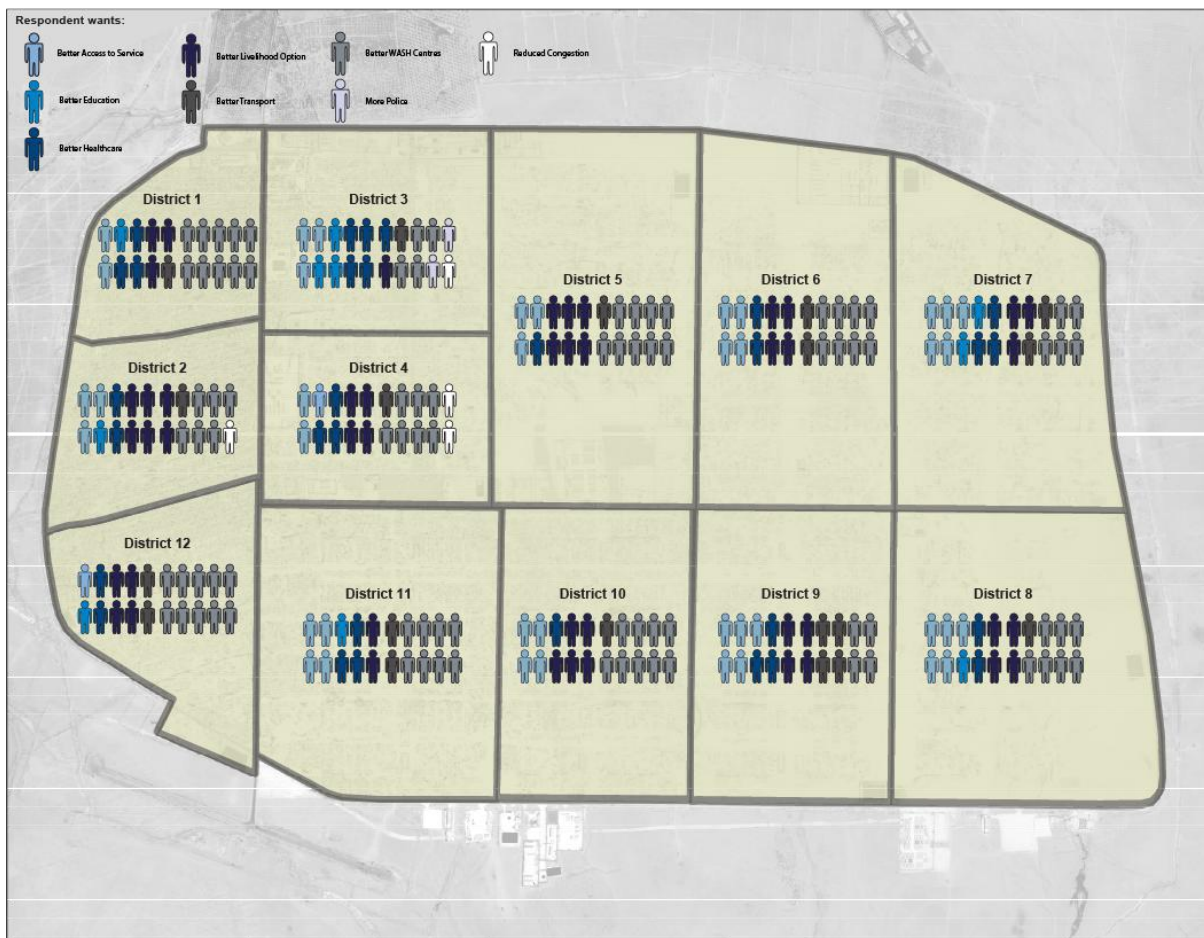 Respondent wants:
Better Access to Service
Better Livelihood Option
Better WASH Centres
Reduced Congestion
Better Education
Better Transport
More Police
Better Healthcare
District 1
District 3
District 5
District 6
District 7
District 2
District 4
District 12
District 11
District 10
District 9
District 8